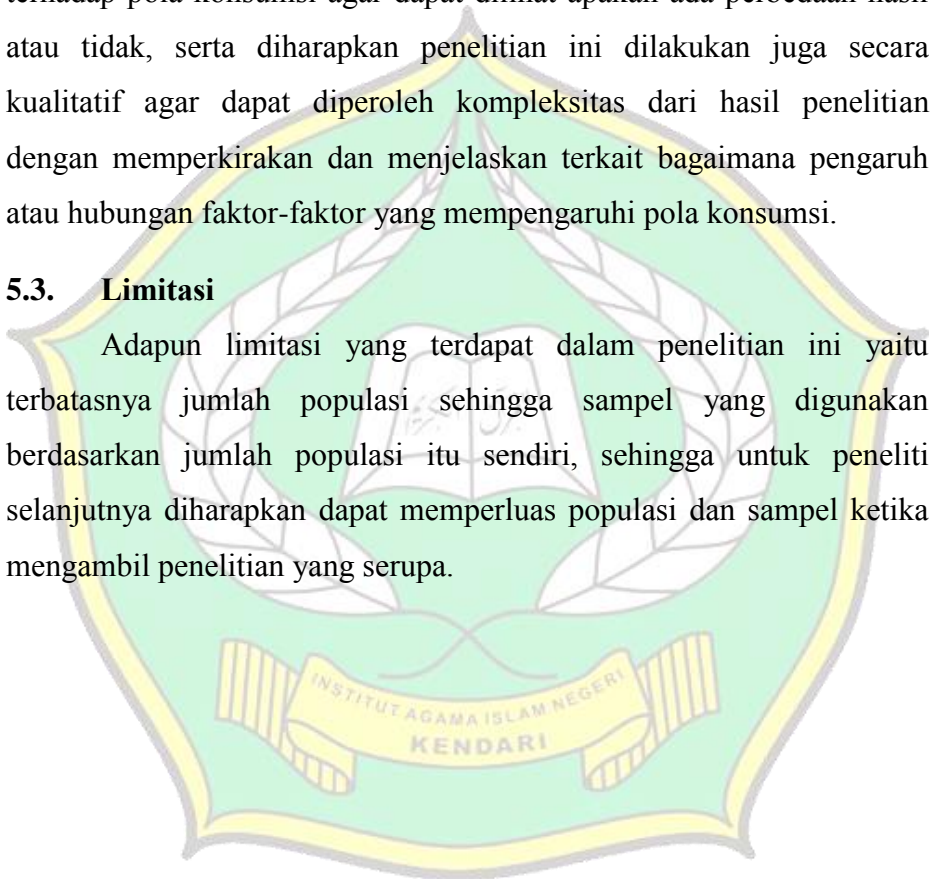 terhadap pola konsumsi agar dapat dilihat apakah ada perbedaan hasil
atau tidak, serta diharapkan penelitian ini dilakukan juga secara
kualitatif agar dapat diperoleh kompleksitas dari hasil penelitian
dengan memperkirakan dan menjelaskan terkait bagaimana pengaruh
atau hubungan faktor-faktor yang mempengaruhi pola konsumsi.
5.3. Limitasi
Adapun limitasi yang terdapat dalam penelitian ini yaitu
terbatasnya jumlah populasi sehingga sampel yang digunakan
berdasarkan jumlah populasi itu sendiri, sehingga untuk peneliti
selanjutnya diharapkan dapat memperluas populasi dan sampel ketika
mengambil penelitian yang serupa.
INSTITUT AGAMA ISLAM NEGERI
KENDARI